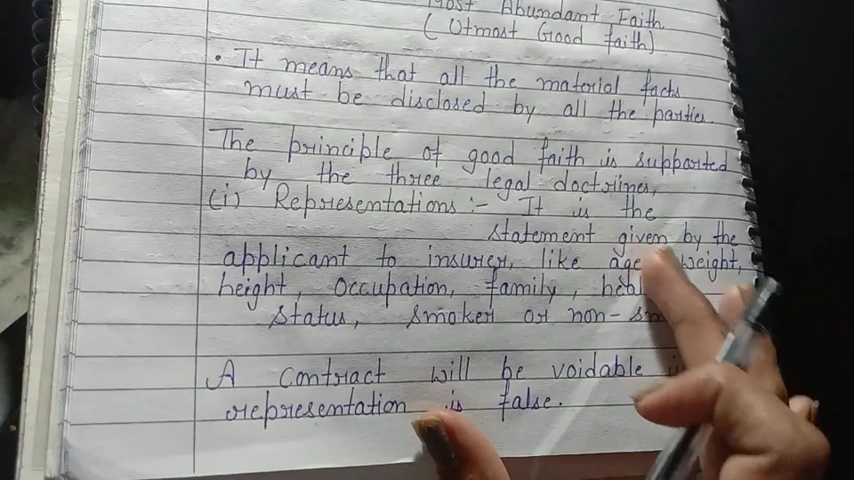 Most Abundant Faith
(Utmost Good faith)
• It means that all the material facts
must be disclosed by all the parties.
The principle of good faith is supported
by the three legal doctrines,
(i) Representations :- It is the
statement given by the
applicant to insurer, like age, weight,
height, occupation, family,
status, smoker or non-
A contract will be voidable
representation is false.